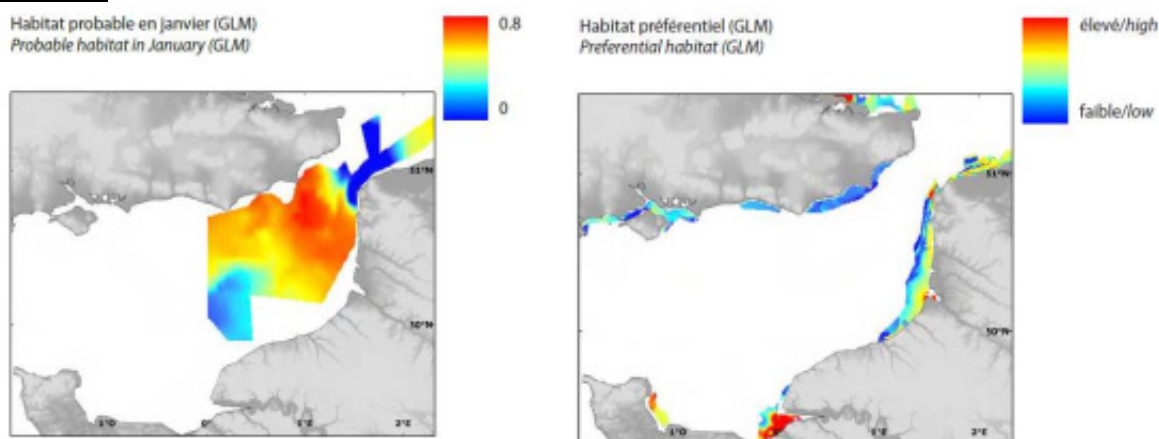 Habitat probable en janvier (GLM)
Probable habitat in January (GLM)
0.8
0
51°N
50°N
1°O
0°
1°E
2°E
Habitat préférentiel (GLM)
Preferential habitat (GLM)
élevé/high
faible/low
51°N
50°N
1°O
0°
1°E
2°E